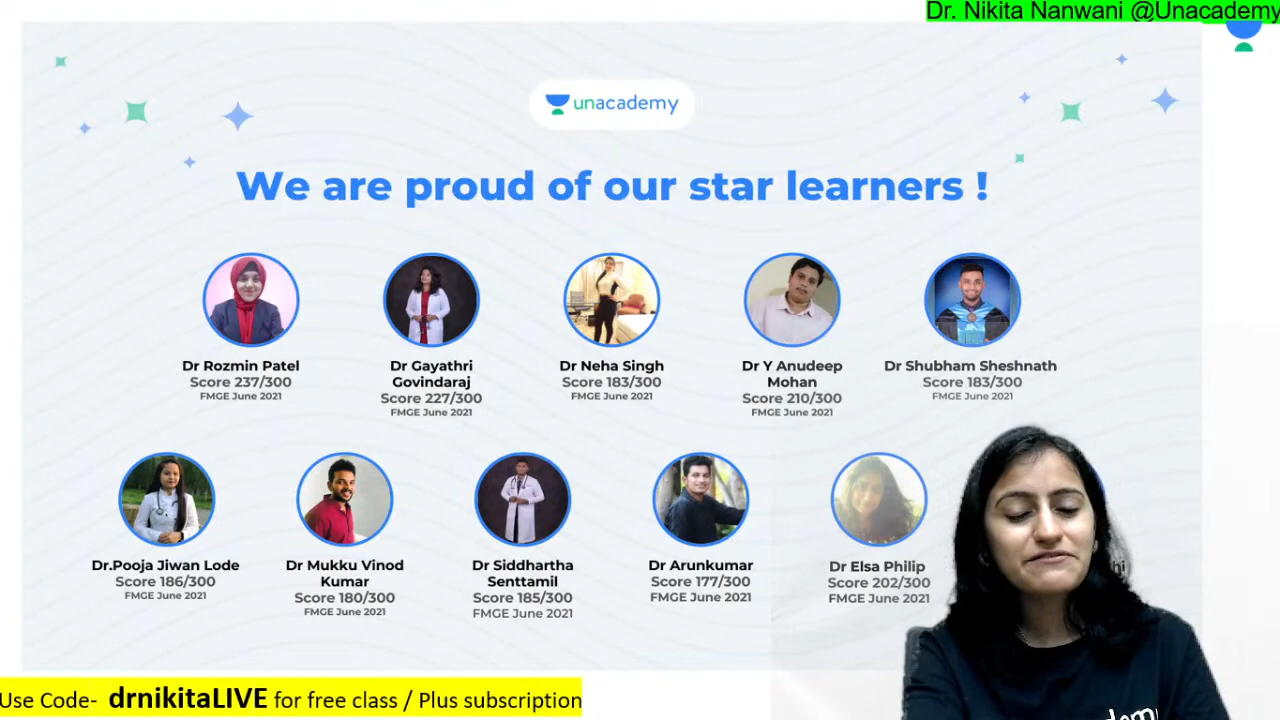 Dr. Nikita Nanwani @Unacademy
unacademy
We are proud of our star learners !
Dr Rozmin Patel
Score 237/300
FMGE June 2021
Dr Gayathri
Govindaraj
Score 227/300
FMGE June 2021
Dr Neha Singh
Score 183/300
FMGE June 2021
Dr Y Anudeep
Mohan
Score 210/300
FMGE June 2021
Dr Shubham Sheshnath
Score 183/300
FMGE June 2021
Dr.Pooja Jiwan Lode
Score 186/300
FMGE June 2021
Dr Mukku Vinod
Kumar
Score 180/300
FMGE June 2021
Dr Siddhartha
Senttamil
Score 185/300
FMGE June 2021
Dr Arunkumar
Score 177/300
FMGE June 2021
Dr Elsa Philip
Score 202/300
FMGE June 2021
Use Code- drnikitaLIVE for free class / Plus subscription